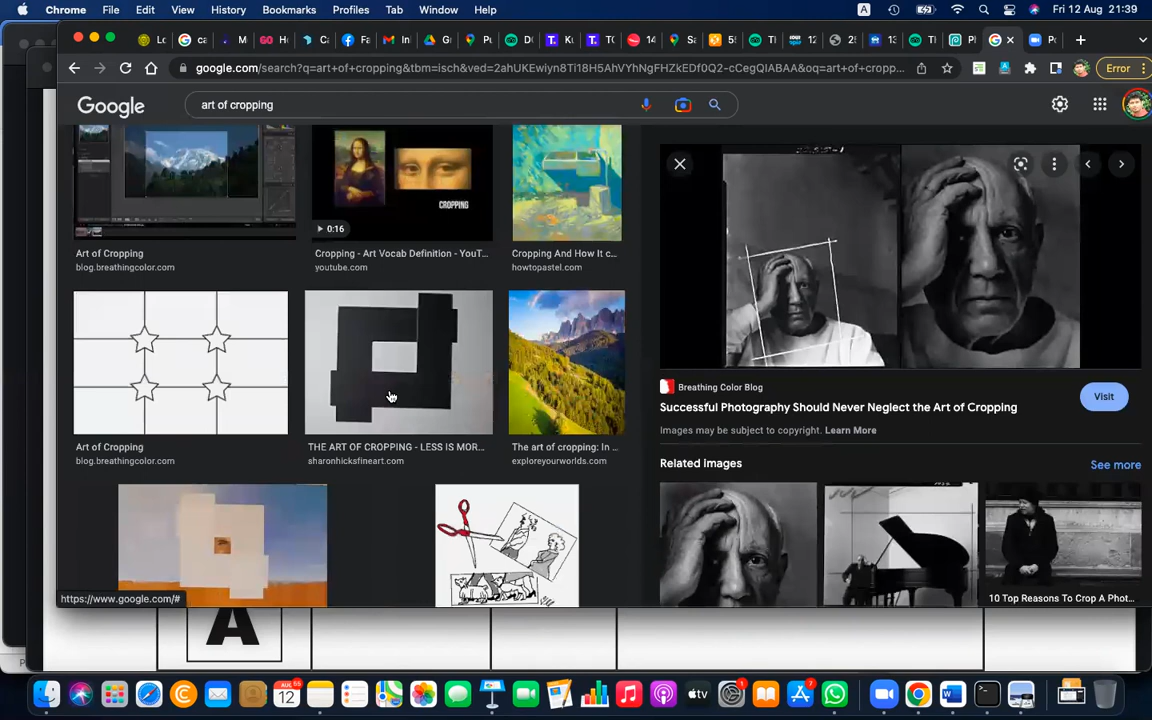 Chrome File Edit View History Bookmarks Profiles Tab Window Help
A
Fri 12 Aug 21:39
google.com/search?q=art+of+cropping&tbm=isch&ved=2ahUKEwiyn8Ti18H5AhVYhNgFHZkEDf0Q2-cCegQIABAA&oq=art+of+cropp...
Error
Google
art of cropping
CROPPING
0:16
Art of Cropping
blog.breathingcolor.com
Cropping - Art Vocab Definition - YouT...
youtube.com
Cropping And How It c...
howtopastel.com
Art of Cropping
blog.breathingcolor.com
THE ART OF CROPPING - LESS IS MOR...
sharonhicksfineart.com
The art of cropping: In ...
exploreyourworlds.com
Breathing Color Blog
Successful Photography Should Never Neglect the Art of Cropping
Images may be subject to copyright. Learn More
Visit
Related Images
See more
10 Top Reasons To Crop A Phot...
https://www.google.com/#
A
AUG
12
tv